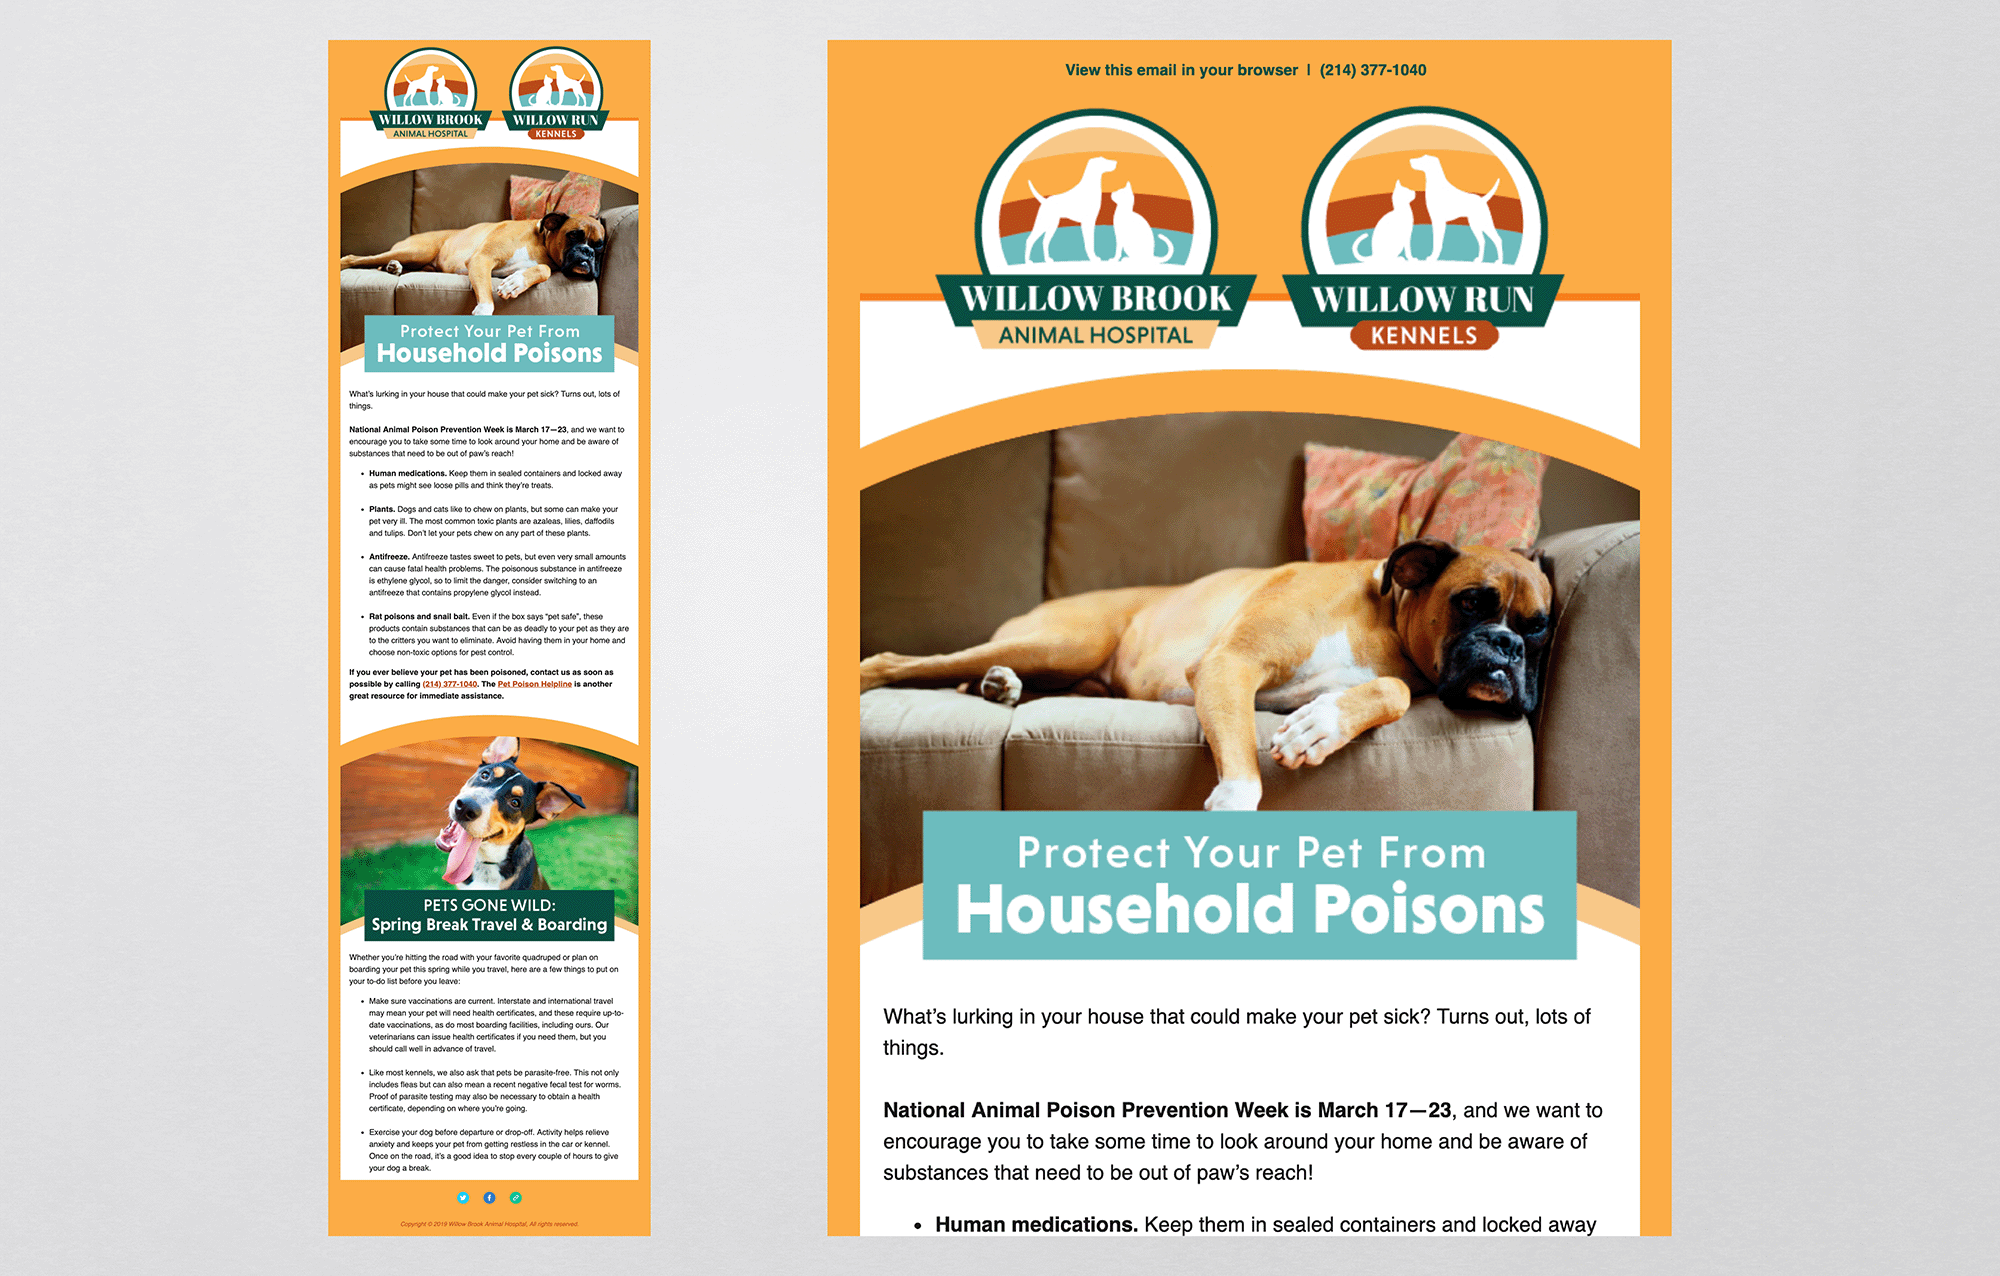 WILLOW BROOK
ANIMAL HOSPITAL
WILLOW RUN
KENNELS
Protect Your Pet From
Household Poisons
What's lurking in your house that could make your pet sick? Turns out, lots of
things.
National Animal Poison Prevention Week is March 17—23, and we want to
encourage you to take some time to look around your home and be aware of
substances that need to be out of paw's reach!
• Human medications. Keep them in sealed containers and locked away
as pets might see loose pills and think they're treats.
• Plants. Dogs and cats like to chew on plants, but some can make your
pet very ill. The most common toxic plants are azaleas, lilies, daffodils
and tulips. Don't let your pets chew on any part of these plants.
• Antifreeze. Antifreeze tastes sweet to pets, but even very small amounts
can cause fatal health problems. The poisonous substance in antifreeze
is ethylene glycol, so to limit the danger, consider switching to an
antifreeze that contains propylene glycol instead.
• Rat poisons and snail bait. Even if the box says “pet safe”, these
products contain substances that can be as deadly to your pet as they are
to the critters you want to eliminate. Avoid having them in your home and
choose non-toxic options for pest control.
If you ever believe your pet has been poisoned, contact us as soon as
possible by calling (214) 377-1040. The Pet Poison Helpline is another
great resource for immediate assistance.
PETS GONE WILD:
Spring Break Travel & Boarding
Whether you're hitting the road with your favorite quadruped or plan on
boarding your pet this spring while you travel, here are a few things to put on
your to-do list before you leave:
• Make sure vaccinations are current. Interstate and international travel
may mean your pet will need health certificates, and these require up-to-
date vaccinations, as do most boarding facilities, including ours. Our
veterinarians can issue health certificates if you need them, but you
should call well in advance of travel.
• Like most kennels, we also ask that pets be parasite-free. This not only
includes fleas but can also mean a recent negative fecal test for worms.
Proof of parasite testing may also be necessary to obtain a health
certificate, depending on where you're going.
• Exercise your dog before departure or drop-off. Activity helps relieve
anxiety and keeps your pet from getting restless in the car or kennel.
Once on the road, it's a good idea to stop every couple of hours to give
your dog a break.
Copyright © 2019 Willow Brook Animal Hospital, All rights reserved.
View this email in your browser | (214) 377-1040
WILLOW BROOK
ANIMAL HOSPITAL
WILLOW RUN
KENNELS
Protect Your Pet From
Household Poisons
What's lurking in your house that could make your pet sick? Turns out, lots of
things.
National Animal Poison Prevention Week is March 17—23, and we want to
encourage you to take some time to look around your home and be aware of
substances that need to be out of paw's reach!
• Human medications. Keep them in sealed containers and locked away